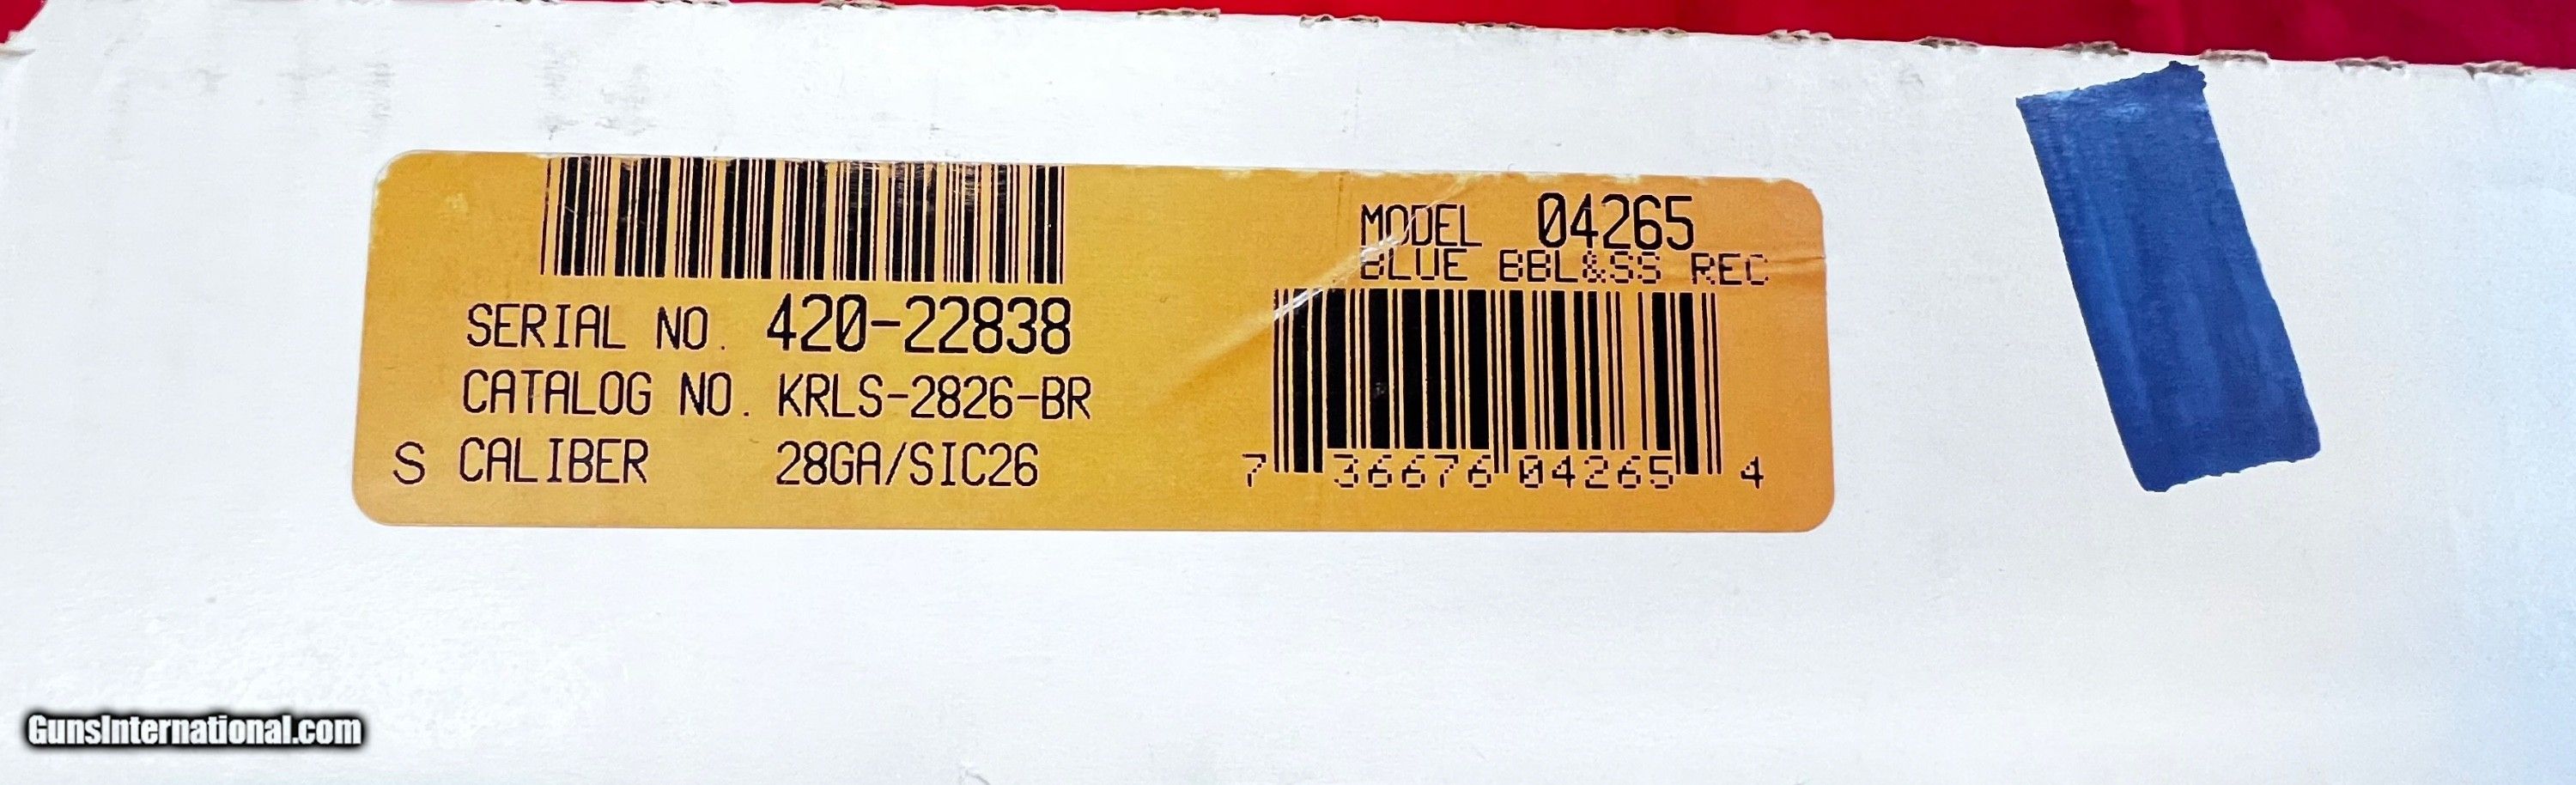 SERIAL NO. 420-22838
CATALOG NO. KRLS-2826-BR
S CALIBER 28GA/SIC26
MODEL 04265
BLUE BBL&SS REC
7 36676 04265 4
GunsInternational.com